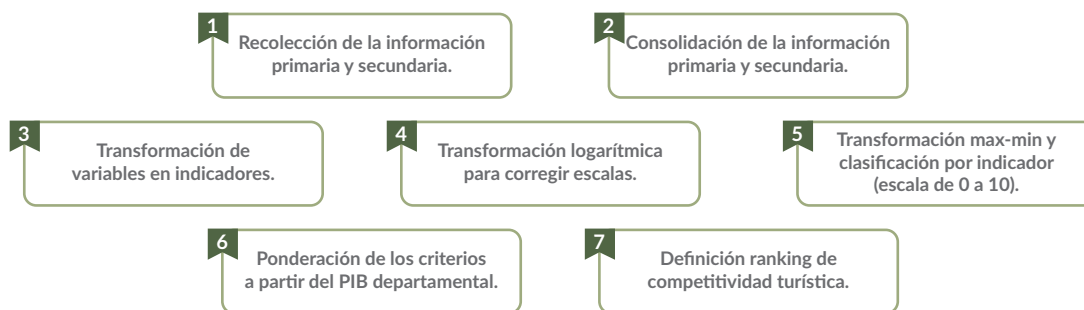 1
Recolección de la información
primaria y secundaria.
2
Consolidación de la información
primaria y secundaria.
3
Transformación de
variables en indicadores.
4
Transformación logarítmica
para corregir escalas.
5
Transformación max-min y
clasificación por indicador
(escala de 0 a 10).
6
Ponderación de los criterios
a partir del PIB departamental.
7
Definición ranking de
competitividad turística.